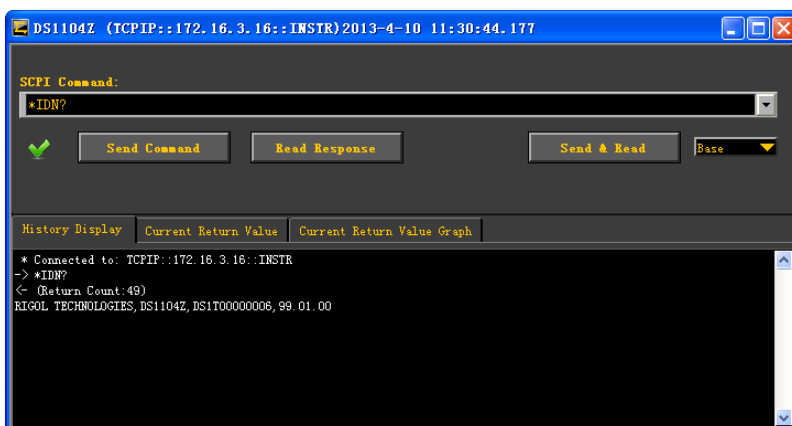 DS1104Z (TCPIP::172.16.3.16::INSTR)2013-4-10 11:30:44.177
SCPI Command:
*IDN?
Send Command Read Response Send & Read Base
History Display Current Return Value Current Return Value Graph
* Connected to: TCPIP::172.16.3.16::INSTR
-> *IDN?
<- (Return Count:49)
RIGOL TECHNOLOGIES,DS1104Z,DS1T00000006,99.01.00